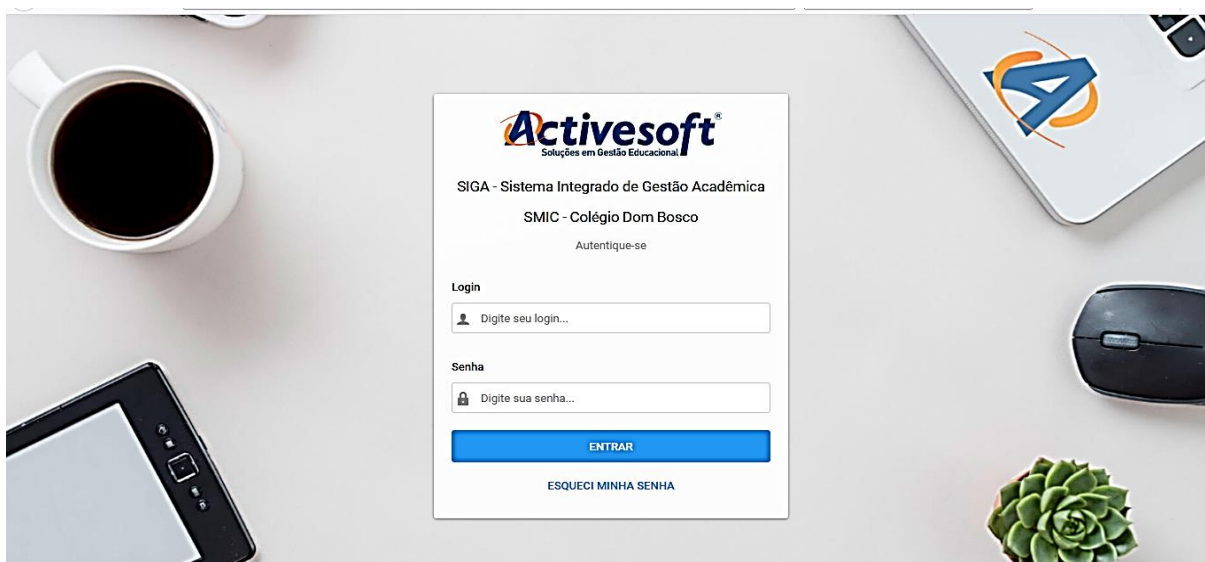 Activesoft®
Soluções em Gestão Educacional
SIGA - Sistema Integrado de Gestão Acadêmica
SMIC - Colégio Dom Bosco
Autentique-se
Login
Digite seu login...
Senha
Digite sua senha...
ENTRAR
ESQUECI MINHA SENHA